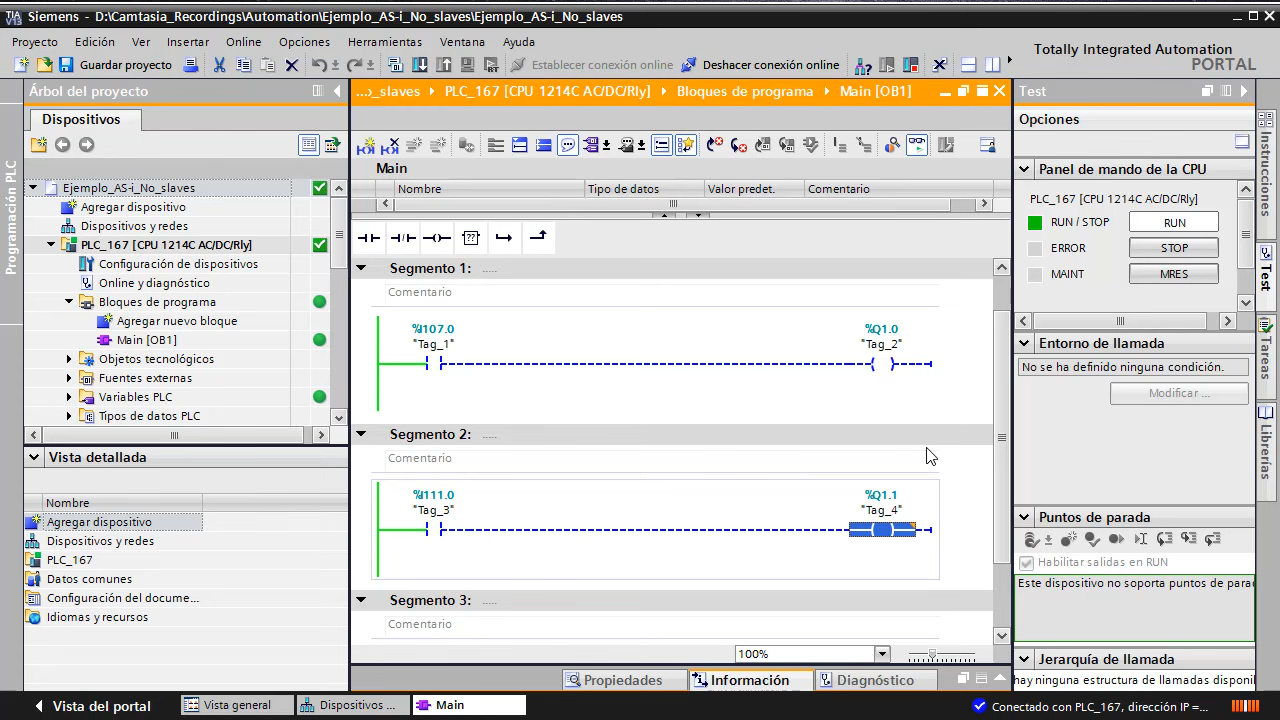 Siemens - D:\Camtasia_Recordings\Automation\Ejemplo_AS-i_No_slaves\Ejemplo_AS-i_No_slaves
Proyecto Edición Ver Insertar Online Opciones Herramientas Ventana Ayuda
Totally Integrated Automation
PORTAL
Guardar proyecto
Establecer conexión online
Deshacer conexión online
Árbol del proyecto
...o_slaves PLC_167 [CPU 1214C AC/DC/Rly] Bloques de programa Main [OB1]
Test
Dispositivos
Opciones
Programación PLC
Ejemplo_AS-i_No_slaves
Agregar dispositivo
Dispositivos y redes
PLC_167 [CPU 1214C AC/DC/Rly]
Configuración de dispositivos
Online y diagnóstico
Bloques de programa
Agregar nuevo bloque
Main [OB1]
Objetos tecnológicos
Fuentes externas
Variables PLC
Tipos de datos PLC
Vista detallada
Nombre
Agregar dispositivo
Dispositivos y redes
PLC_167
Datos comunes
Configuración del docume...
Idiomas y recursos
Main
Nombre Tipo de datos Valor predet. Comentario
Segmento 1: .....
Comentario
%I107.0 %Q1.0
"Tag_1" "Tag_2"
Segmento 2: .....
Comentario
%I111.0 %Q1.1
"Tag_3" "Tag_4"
Segmento 3: .....
Comentario
100%
Propiedades Información Diagnóstico
Panel de mando de la CPU
PLC_167 [CPU 1214C AC/DC/Rly]
RUN / STOP RUN
ERROR STOP
MAINT MRES
Entorno de llamada
No se ha definido ninguna condición.
Modificar ...
Puntos de parada
Habilitar salidas en RUN
Este dispositivo no soporta puntos de para
Jerarquía de llamada
hay ninguna estructura de llamadas disponil
Instrucciones
Test
Tareas
Librerías
Vista del portal
Vista general
Dispositivos ...
Main
Conectado con PLC_167, dirección IP =...